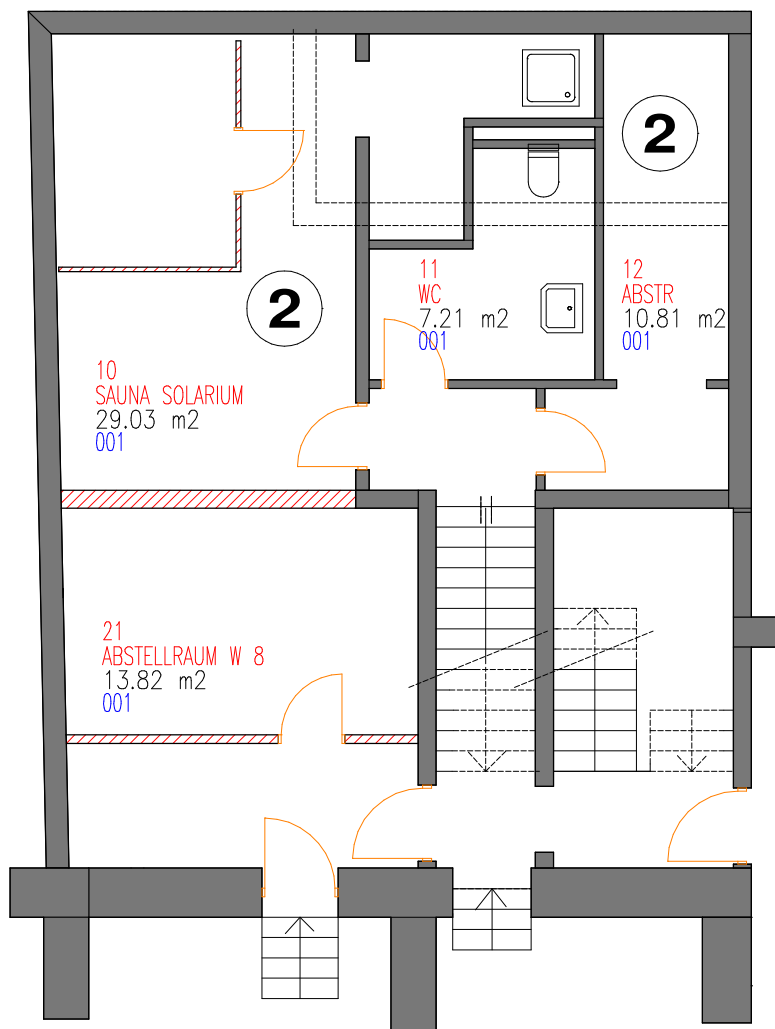 2
2
11
WC
7.21 m2
001
12
ABSTR
10.81 m2
001
10
SAUNA SOLARIUM
29.03 m2
001
21
ABSTELLRAUM W 8
13.82 m2
001